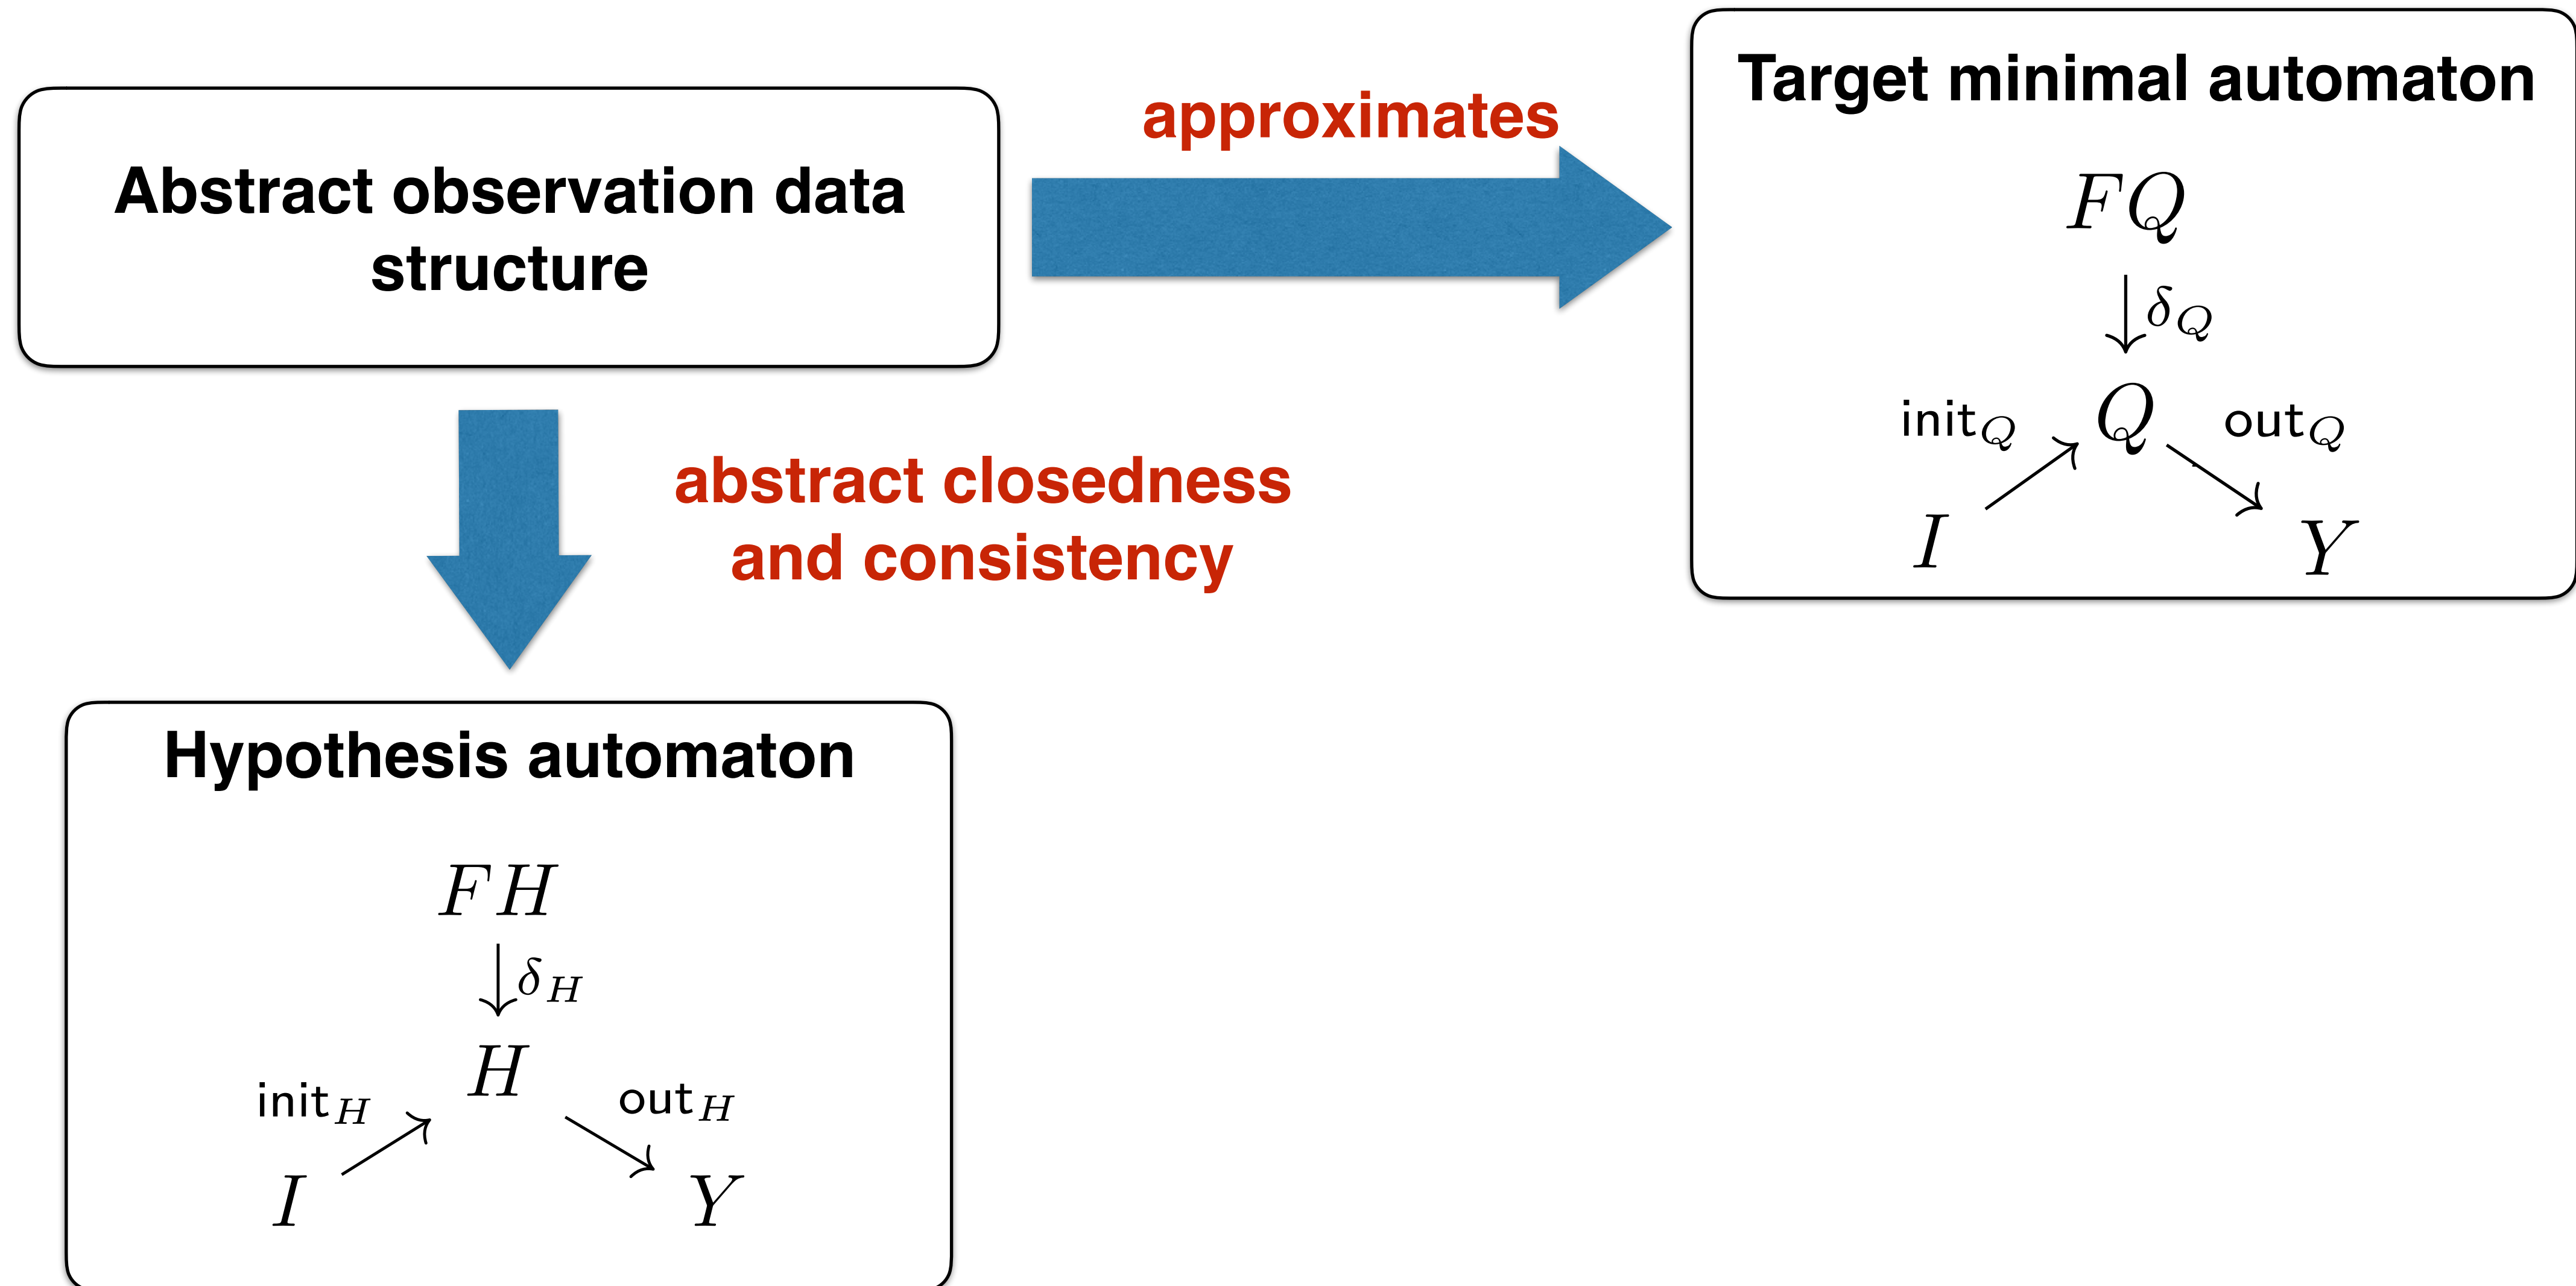 Target minimal automaton
approximates
Abstract observation data
structure
FQ
δ_Q
init_Q
Q
out_Q
I
Y
abstract closedness
and consistency
Hypothesis automaton
FH
δ_H
init_H
H
out_H
I
Y